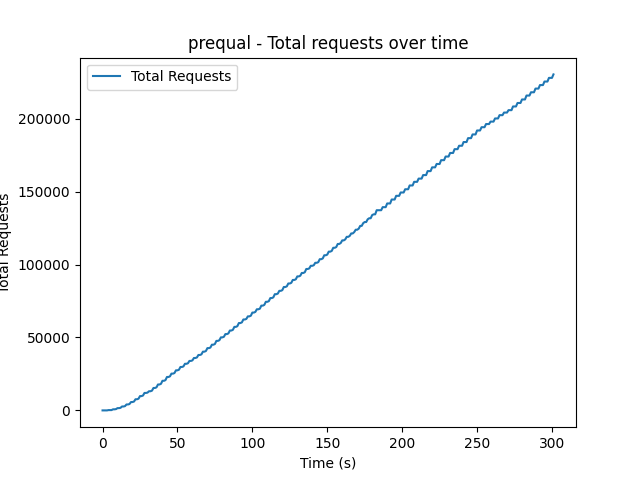 prequal - Total requests over time
Total Requests
Total Requests
200000
150000
100000
50000
0
0 50 100 150 200 250 300
Time (s)